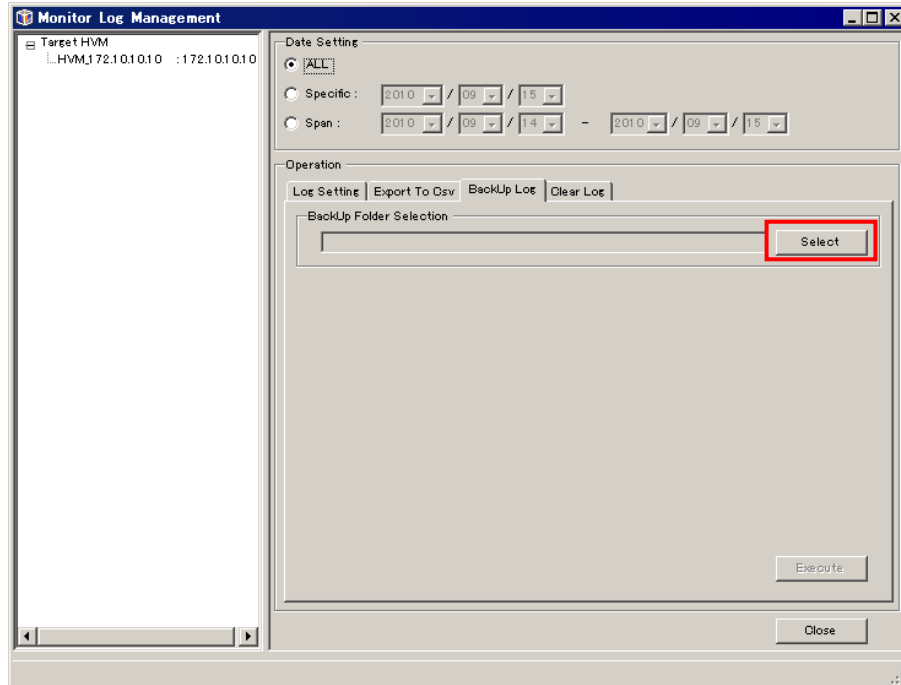 Monitor Log Management
Target HVM
HVM_172.10.10.10 : 172.10.10.10
Date Setting
ALL
Specific : 2010 / 09 / 15
Span : 2010 / 09 / 14 - 2010 / 09 / 15
Operation
Log Setting Export To Csv BackUp Log Clear Log
BackUp Folder Selection
Select
Execute
Close